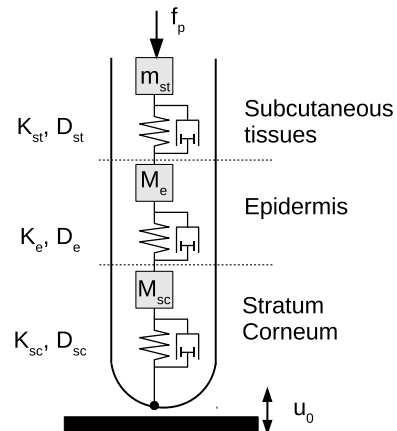 f_p
m_st
K_st, D_st
Subcutaneous
tissues
M_e
Epidermis
K_e, D_e
M_sc
Stratum
Corneum
K_sc, D_sc
u_0